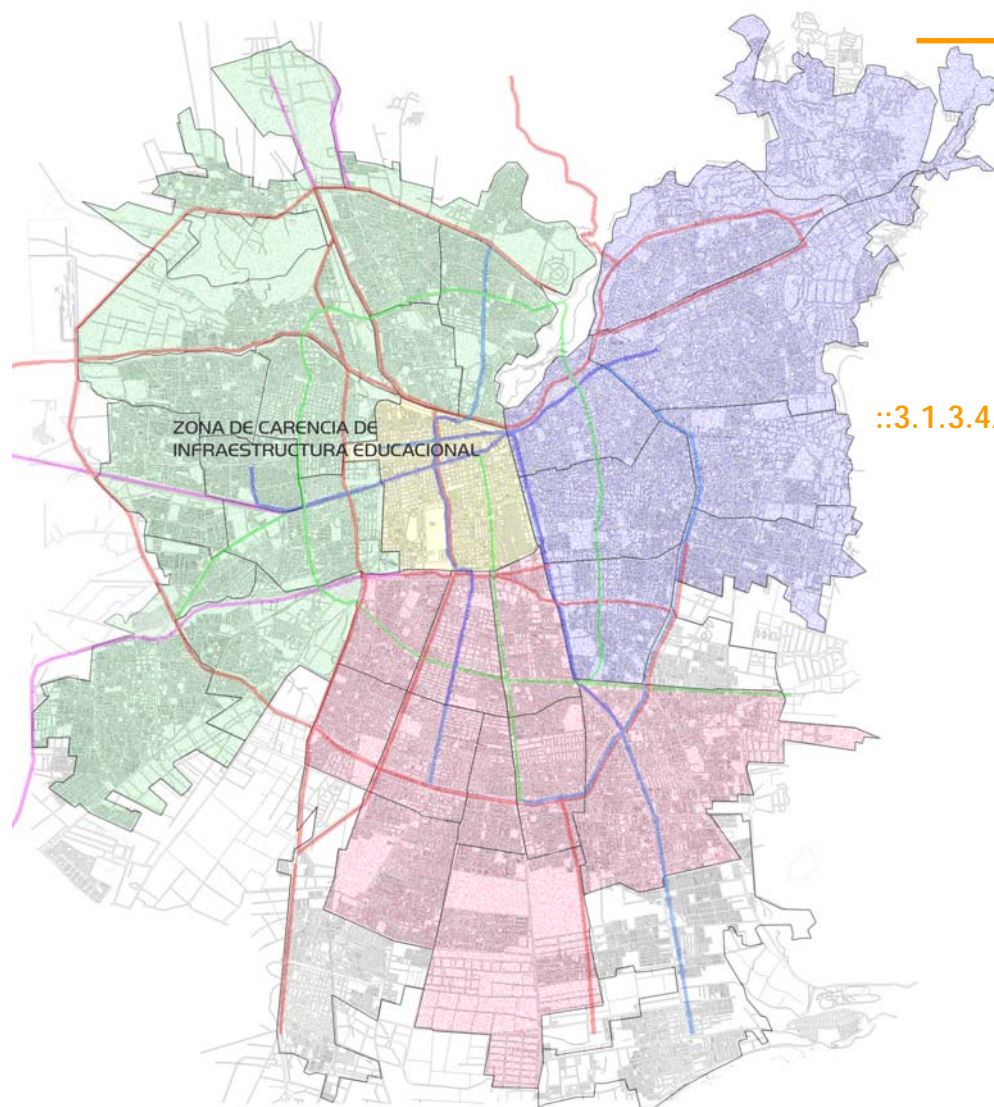 ::3.1.3.4.
ZONA DE CARENCIA DE
INFRAESTRUCTURA EDUCACIONAL